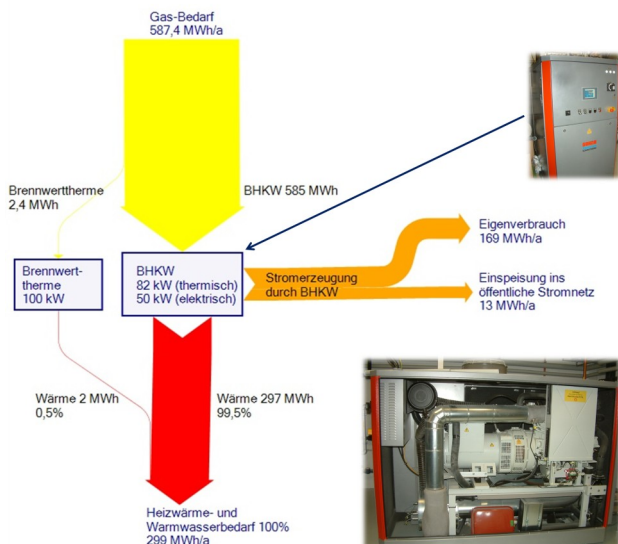 Gas-Bedarf
587,4 MWh/a
Brennwerttherme
2,4 MWh
BHKW 585 MWh
Eigenverbrauch
169 MWh/a
Brennwert-
therme
100 kW
BHKW
82 kW (thermisch)
50 kW (elektrisch)
Stromerzeugung
durch BHKW
Einspeisung ins
öffentliche Stromnetz
13 MWh/a
Wärme 2 MWh
0,5%
Wärme 297 MWh
99,5%
Heizwärme- und
Warmwasserbedarf 100%
299 MWh/a